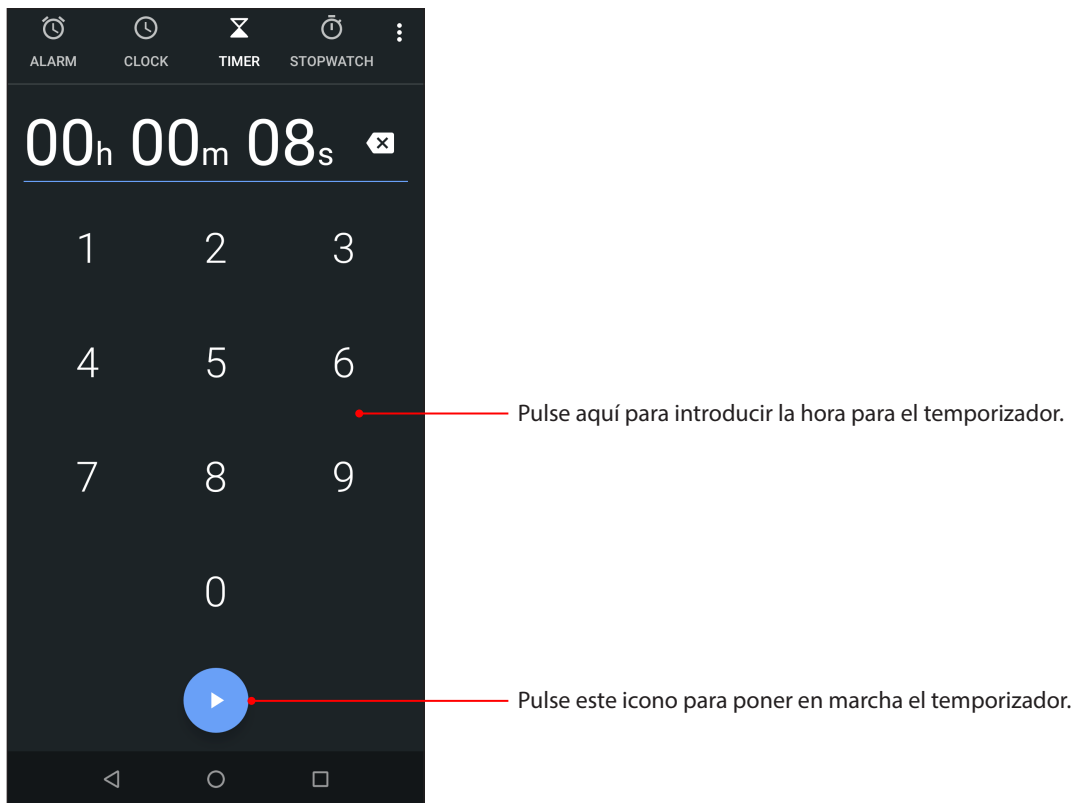 ALARM CLOCK TIMER STOPWATCH
00h 00m 08s
1 2 3
4 5 6
Pulse aquí para introducir la hora para el temporizador.
7 8 9
0
Pulse este icono para poner en marcha el temporizador.